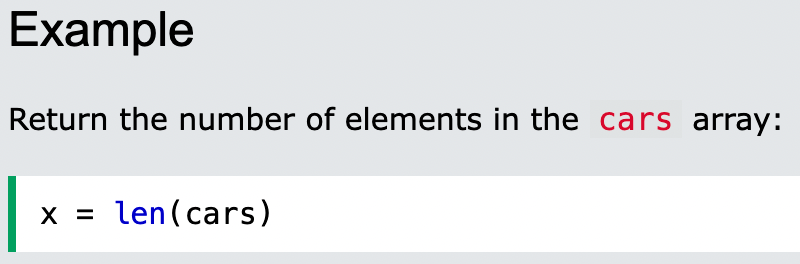 Example
Return the number of elements in the cars array:
x = len(cars)